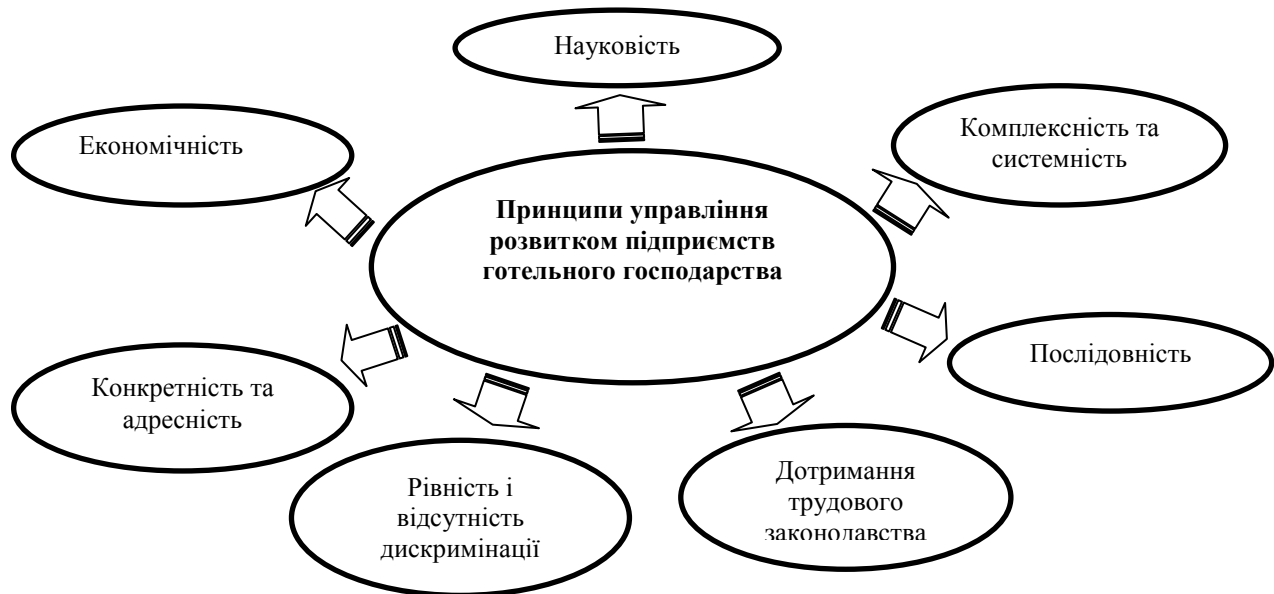 Науковість
Економічність
Комплексність та
системність
Принципи управління
розвитком підприємств
готельного господарства
Послідовність
Конкретність та
адресність
Рівність і
відсутність
дискримінації
Дотримання
трудового
законодавства